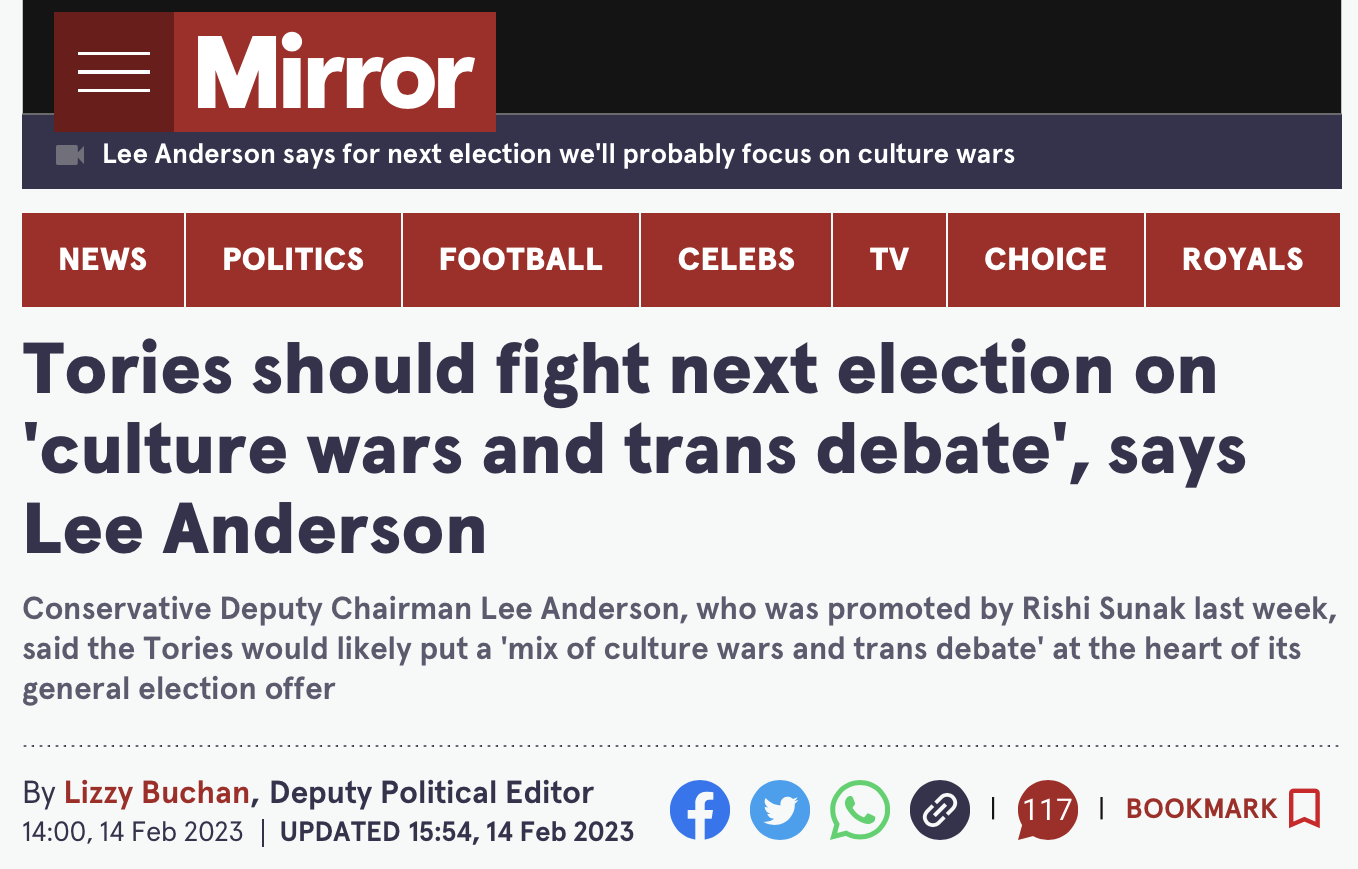 Mirror
Lee Anderson says for next election we'll probably focus on culture wars
NEWS POLITICS FOOTBALL CELEBS TV CHOICE ROYALS
Tories should fight next election on
'culture wars and trans debate', says
Lee Anderson
Conservative Deputy Chairman Lee Anderson, who was promoted by Rishi Sunak last week,
said the Tories would likely put a 'mix of culture wars and trans debate' at the heart of its
general election offer
By Lizzy Buchan, Deputy Political Editor
14:00, 14 Feb 2023 | UPDATED 15:54, 14 Feb 2023
117 | BOOKMARK